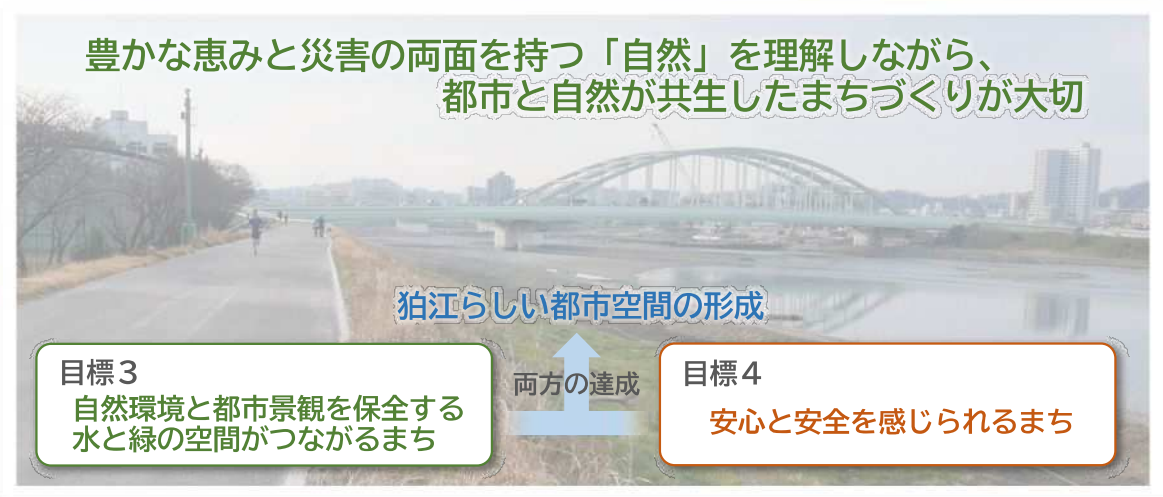 豊かな恵みと災害の両面を持つ「自然」を理解しながら、
都市と自然が共生したまちづくりが大切
狛江らしい都市空間の形成
目標３
自然環境と都市景観を保全する
水と緑の空間がつながるまち
両方の達成
目標４
安心と安全を感じられるまち